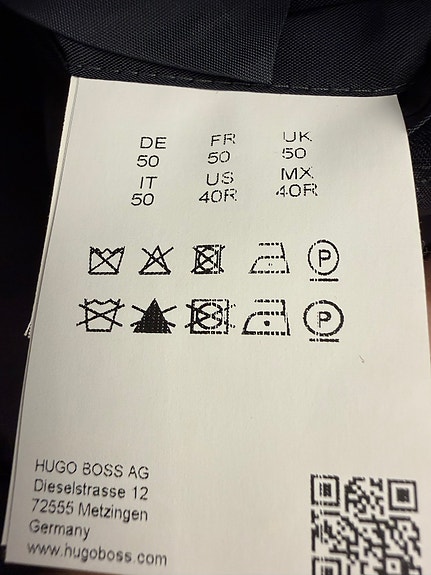 DE FR UK
50 50 50
IT US MX
50 40R 40R
P
P
HUGO BOSS AG
Dieselstrasse 12
72555 Metzingen
Germany
www.hugoboss.com